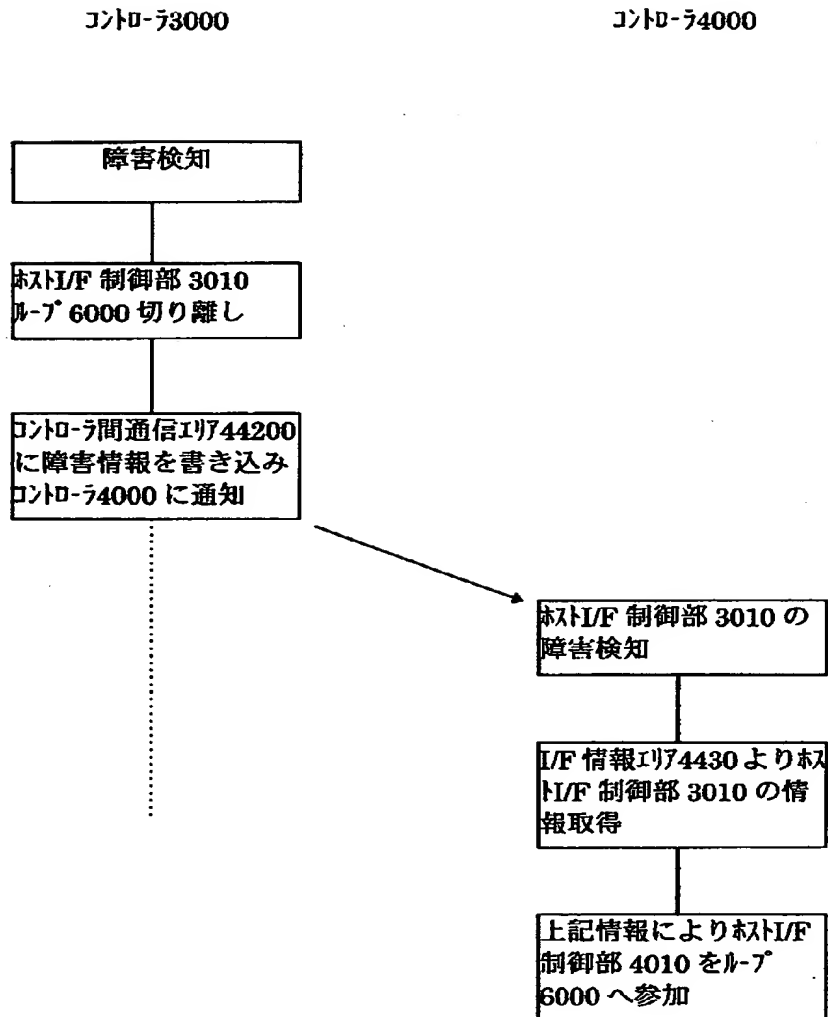 ｺﾝﾄﾛｰﾗ3000
ｺﾝﾄﾛｰﾗ4000
障害検知
ﾎｽﾄI/F 制御部 3010
ﾙｰﾌﾟ 6000 切り離し
ｺﾝﾄﾛｰﾗ間通信ｴﾘｱ44200
に障害情報を書き込み
ｺﾝﾄﾛｰﾗ4000 に通知
ﾎｽﾄI/F 制御部 3010 の
障害検知
I/F 情報ｴﾘｱ4430 よりﾎｽ
ﾄI/F 制御部 3010 の情
報取得
上記情報によりﾎｽﾄI/F
制御部 4010 をﾙｰﾌﾟ
6000 へ参加